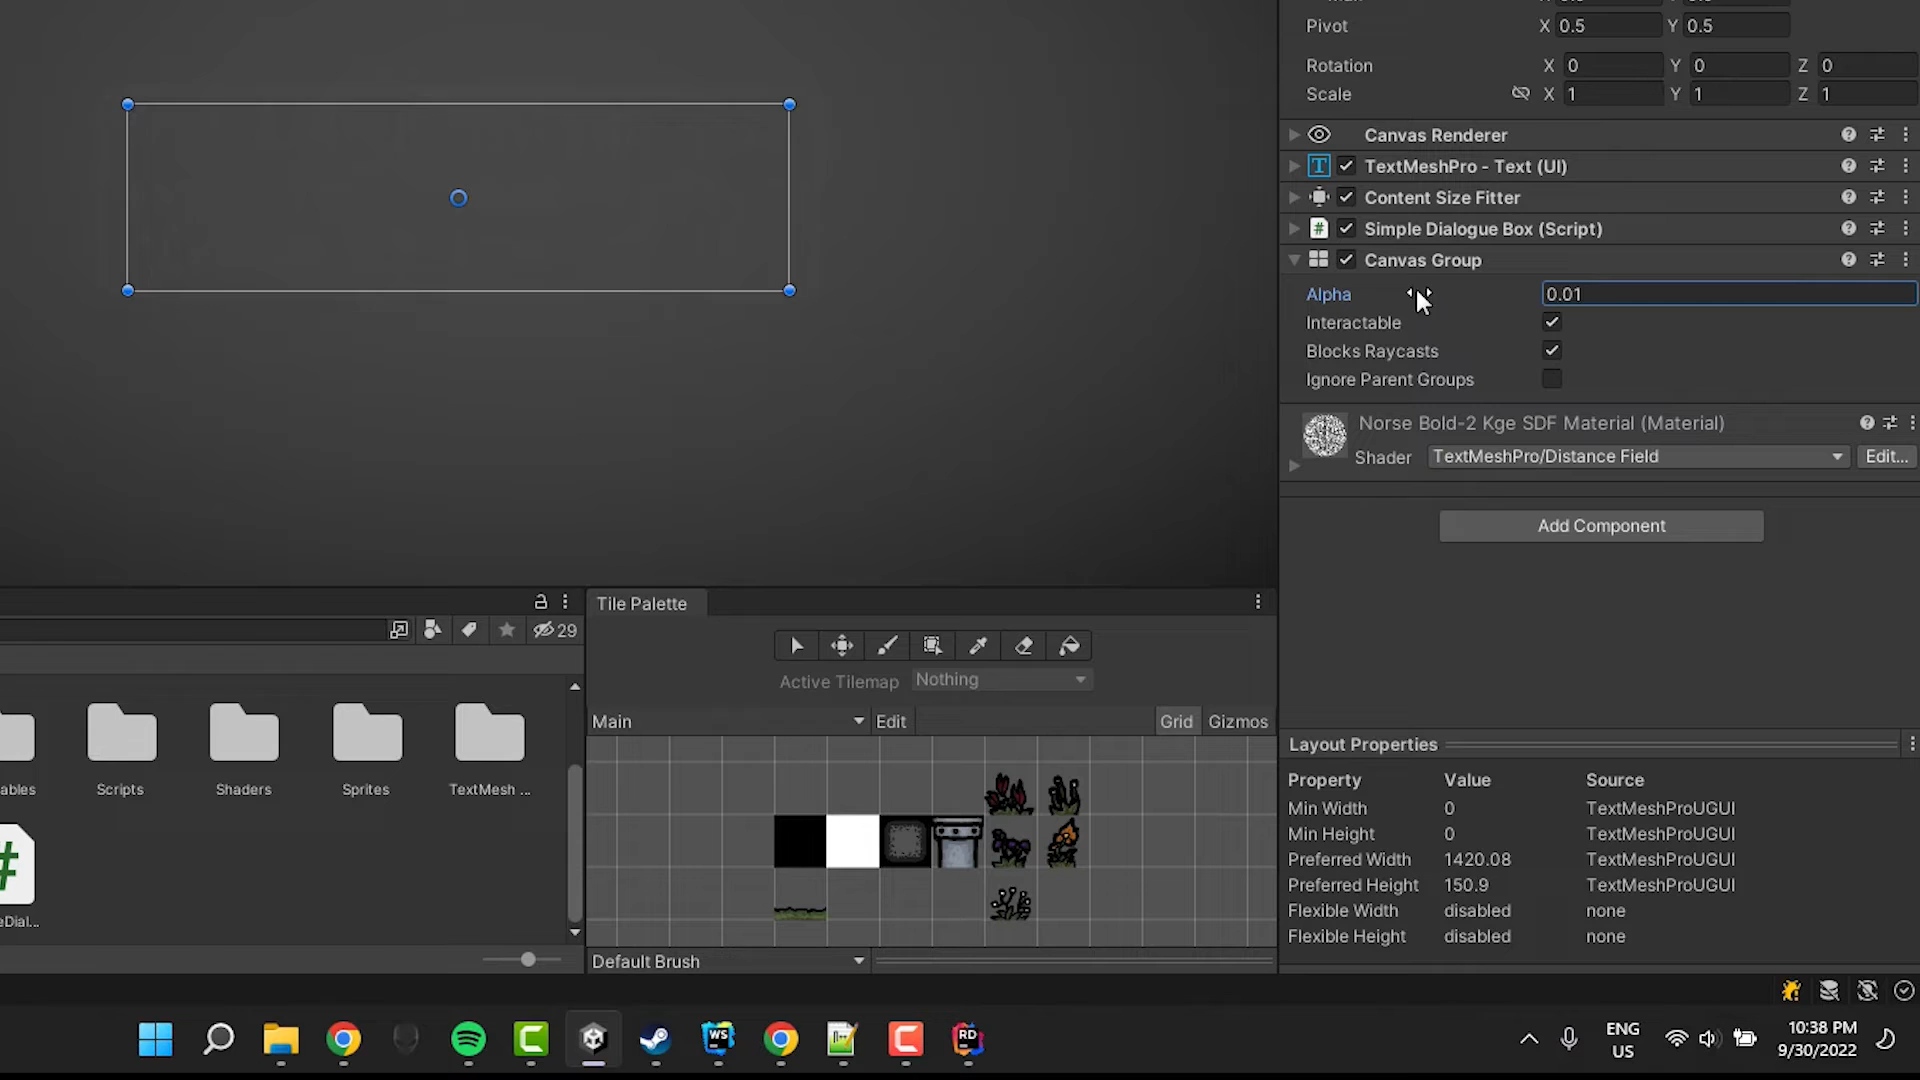 Pivot X 0.5 Y 0.5
Rotation X 0 Y 0 Z 0
Scale X 1 Y 1 Z 1
Canvas Renderer
TextMeshPro - Text (UI)
Content Size Fitter
# Simple Dialogue Box (Script)
Canvas Group
Alpha 0.01
Interactable
Blocks Raycasts
Ignore Parent Groups
Norse Bold-2 Kge SDF Material (Material)
Shader TextMeshPro/Distance Field Edit...
Add Component
29
Tile Palette
Active Tilemap Nothing
Main Edit Grid Gizmos
ables Scripts Shaders Sprites TextMesh ...
#
eDial...
Default Brush
Layout Properties
Property Value Source
Min Width 0 TextMeshProUGUI
Min Height 0 TextMeshProUGUI
Preferred Width 1420.08 TextMeshProUGUI
Preferred Height 150.9 TextMeshProUGUI
Flexible Width disabled none
Flexible Height disabled none
WS
RD
ENG
US
10:38 PM
9/30/2022